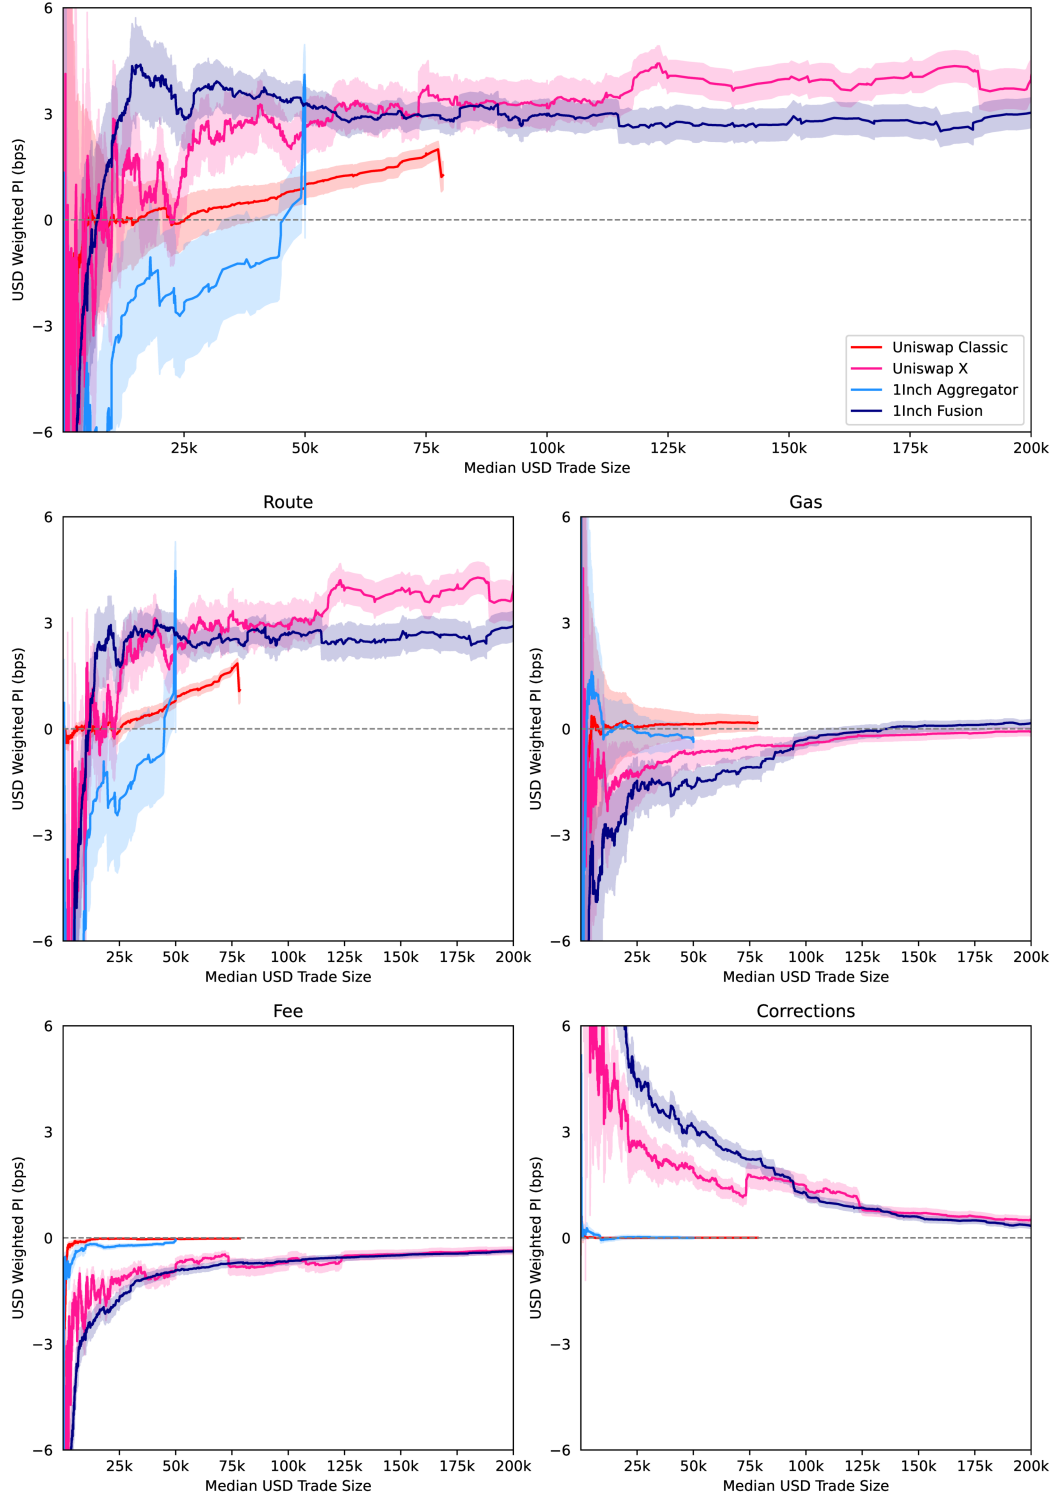 6
3
0
−3
−6
USD Weighted PI (bps)
25k 50k 75k 100k 125k 150k 175k 200k
Median USD Trade Size
Uniswap Classic
Uniswap X
1Inch Aggregator
1Inch Fusion
Route
6
3
0
−3
−6
USD Weighted PI (bps)
25k 50k 75k 100k 125k 150k 175k 200k
Median USD Trade Size
Gas
6
3
0
−3
−6
USD Weighted PI (bps)
25k 50k 75k 100k 125k 150k 175k 200k
Median USD Trade Size
Fee
6
3
0
−3
−6
USD Weighted PI (bps)
25k 50k 75k 100k 125k 150k 175k 200k
Median USD Trade Size
Corrections
6
3
0
−3
−6
USD Weighted PI (bps)
25k 50k 75k 100k 125k 150k 175k 200k
Median USD Trade Size